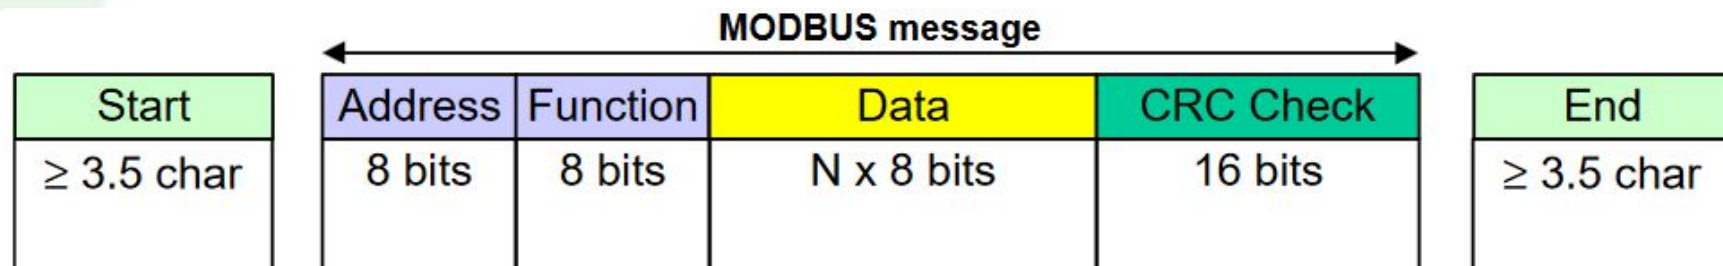 MODBUS message
Start Address Function Data CRC Check End
≥ 3.5 char 8 bits 8 bits N x 8 bits 16 bits ≥ 3.5 char